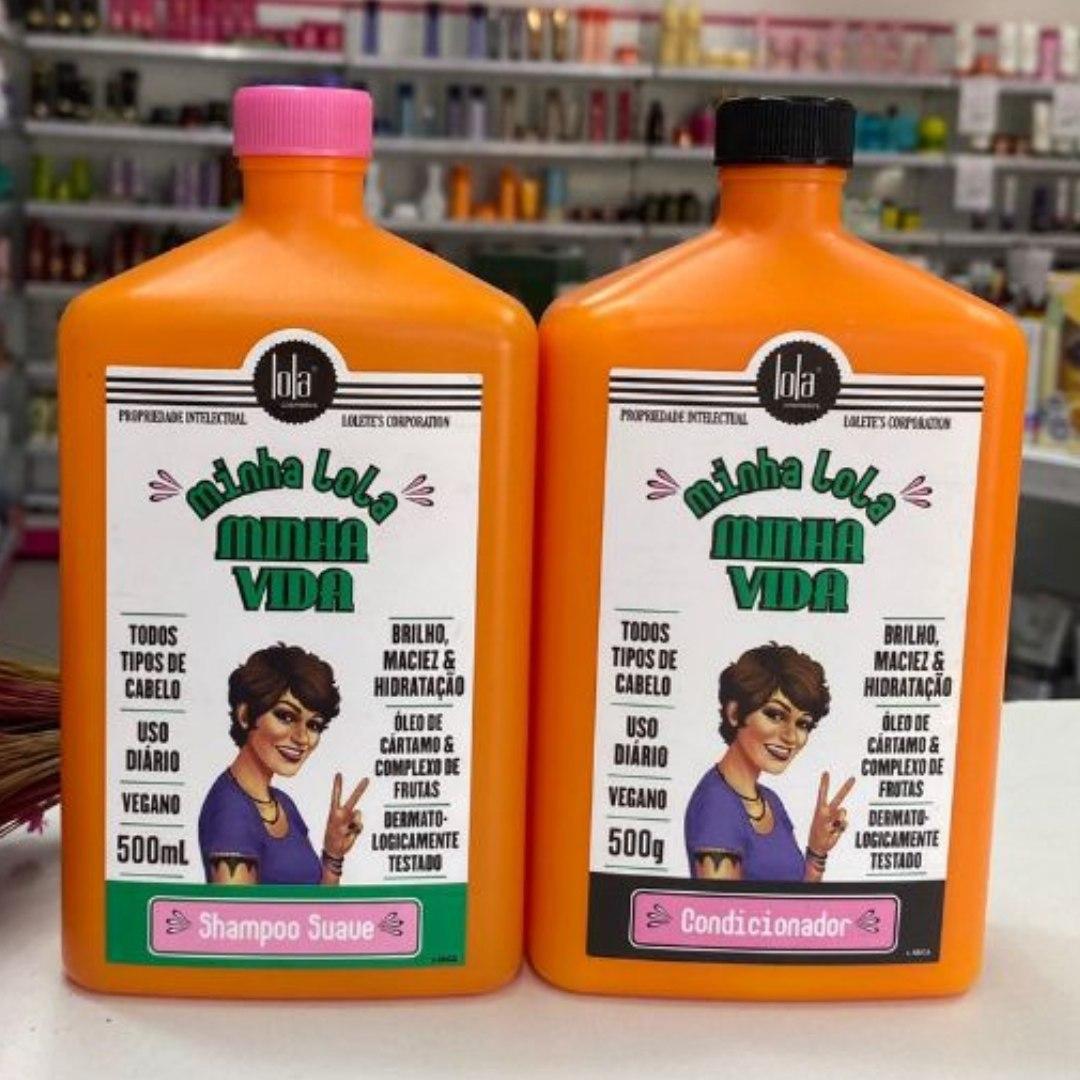 lola
PROPRIEDADE INTELECTUAL
LOLETE'S CORPORATION
minha lola
MINHA
VIDA
TODOS
TIPOS DE
CABELO
USO
DIÁRIO
VEGANO
500mL
BRILHO,
MACIEZ &
HIDRATAÇÃO
ÓLEO DE
CÁRTAMO &
COMPLEXO DE
FRUTAS
DERMATO-
LOGICAMENTE
TESTADO
Shampoo Suave
lola
PROPRIEDADE INTELECTUAL
LOLETE'S CORPORATION
minha lola
MINHA
VIDA
TODOS
TIPOS DE
CABELO
USO
DIÁRIO
VEGANO
500g
BRILHO,
MACIEZ &
HIDRATAÇÃO
ÓLEO DE
CÁRTAMO &
COMPLEXO DE
FRUTAS
DERMATO-
LOGICAMENTE
TESTADO
Condicionador